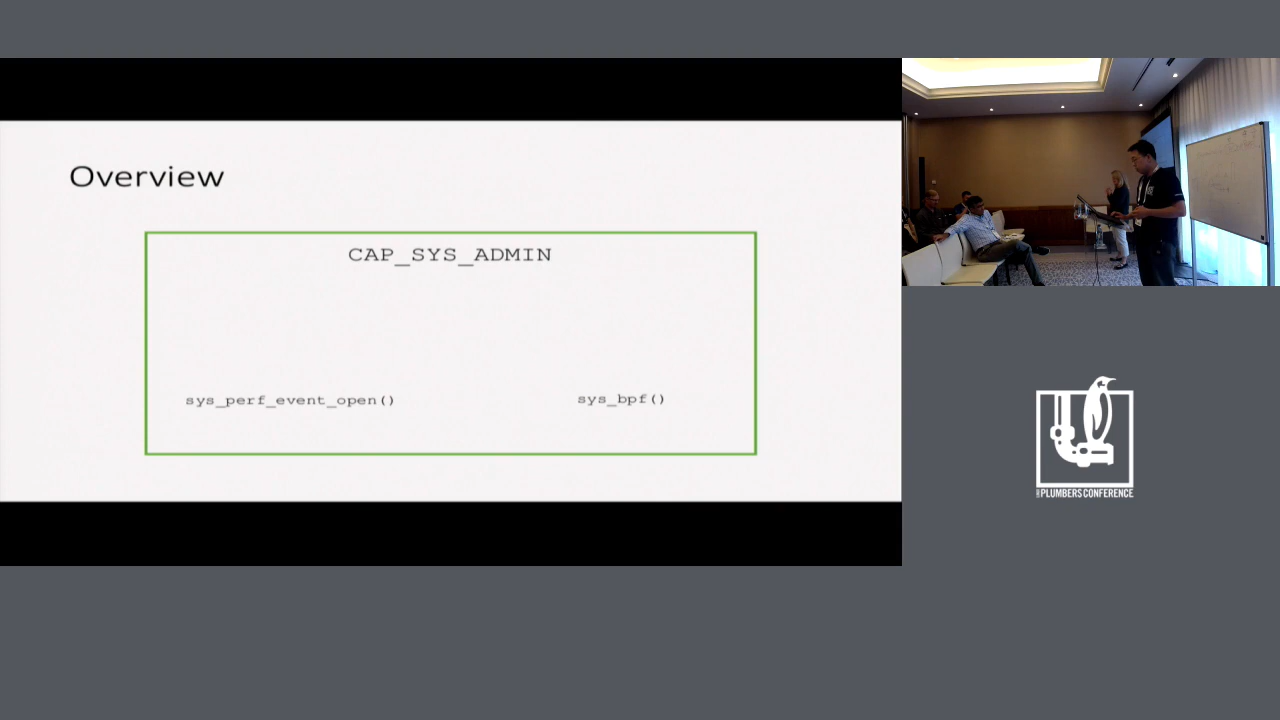 Overview
CAP_SYS_ADMIN
sys_perf_event_open()
sys_bpf()
PLUMBERS CONFERENCE